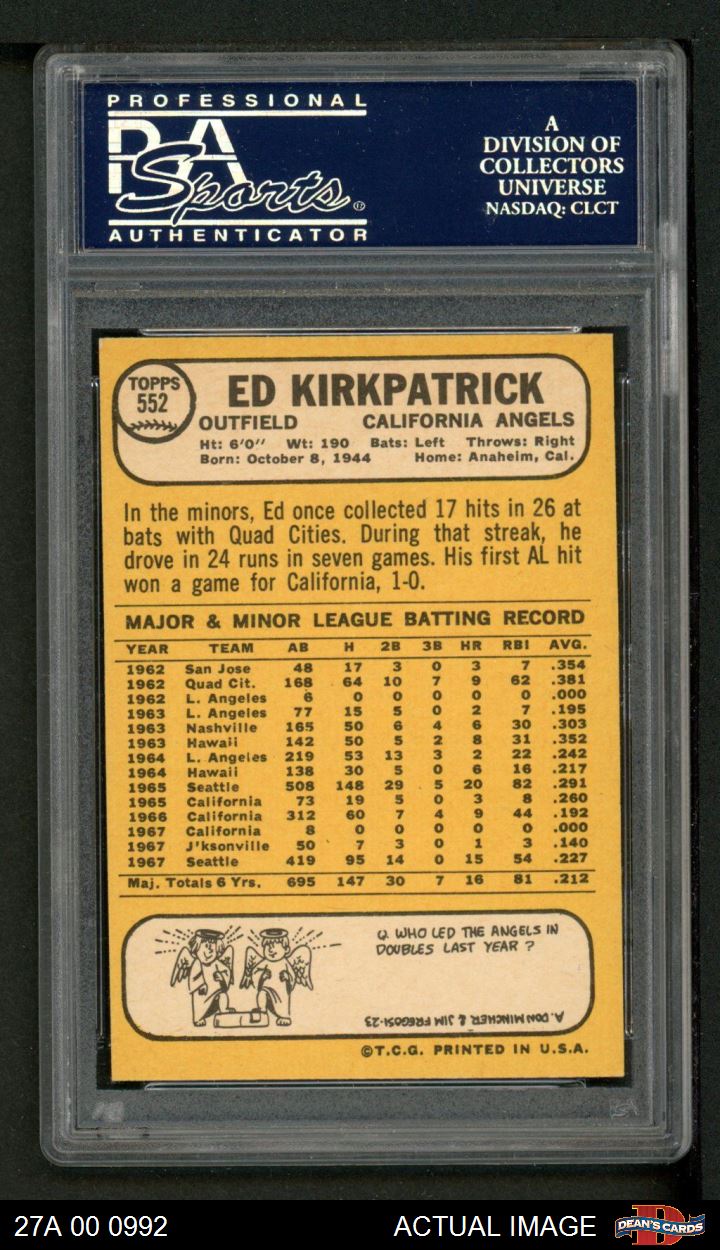 PROFESSIONAL
PSA
Sports
AUTHENTICATOR
A
DIVISION OF
COLLECTORS
UNIVERSE
NASDAQ: CLCT
TOPPS
552
ED KIRKPATRICK
OUTFIELD CALIFORNIA ANGELS
Ht: 6'0" Wt: 190 Bats: Left Throws: Right
Born: October 8, 1944 Home: Anaheim, Cal.
In the minors, Ed once collected 17 hits in 26 at
bats with Quad Cities. During that streak, he
drove in 24 runs in seven games. His first AL hit
won a game for California, 1-0.
MAJOR & MINOR LEAGUE BATTING RECORD
YEAR TEAM AB H 2B 3B HR RBI AVG.
1962 San Jose 48 17 3 0 3 7 .354
1962 Quad Cit. 168 64 10 7 9 62 .381
1962 L. Angeles 6 0 0 0 0 0 .000
1963 L. Angeles 77 15 5 0 2 7 .195
1963 Nashville 165 50 6 4 6 30 .303
1963 Hawaii 142 50 5 2 8 31 .352
1964 L. Angeles 219 53 13 3 2 22 .242
1964 Hawaii 138 30 5 0 6 16 .217
1965 Seattle 508 148 29 5 20 82 .291
1965 California 73 19 5 0 3 8 .260
1966 California 312 60 7 4 9 44 .192
1967 California 8 0 0 0 0 0 .000
1967 J'ksonville 50 7 3 0 1 3 .140
1967 Seattle 419 95 14 0 15 54 .227
Maj. Totals 6 Yrs. 695 147 30 7 16 81 .212
Q. WHO LED THE ANGELS IN
DOUBLES LAST YEAR ?
A. DON MINCHER & JIM FREGOSI-23
©T.C.G. PRINTED IN U.S.A.
27A 00 0992 ACTUAL IMAGE
DEAN'S CARDS